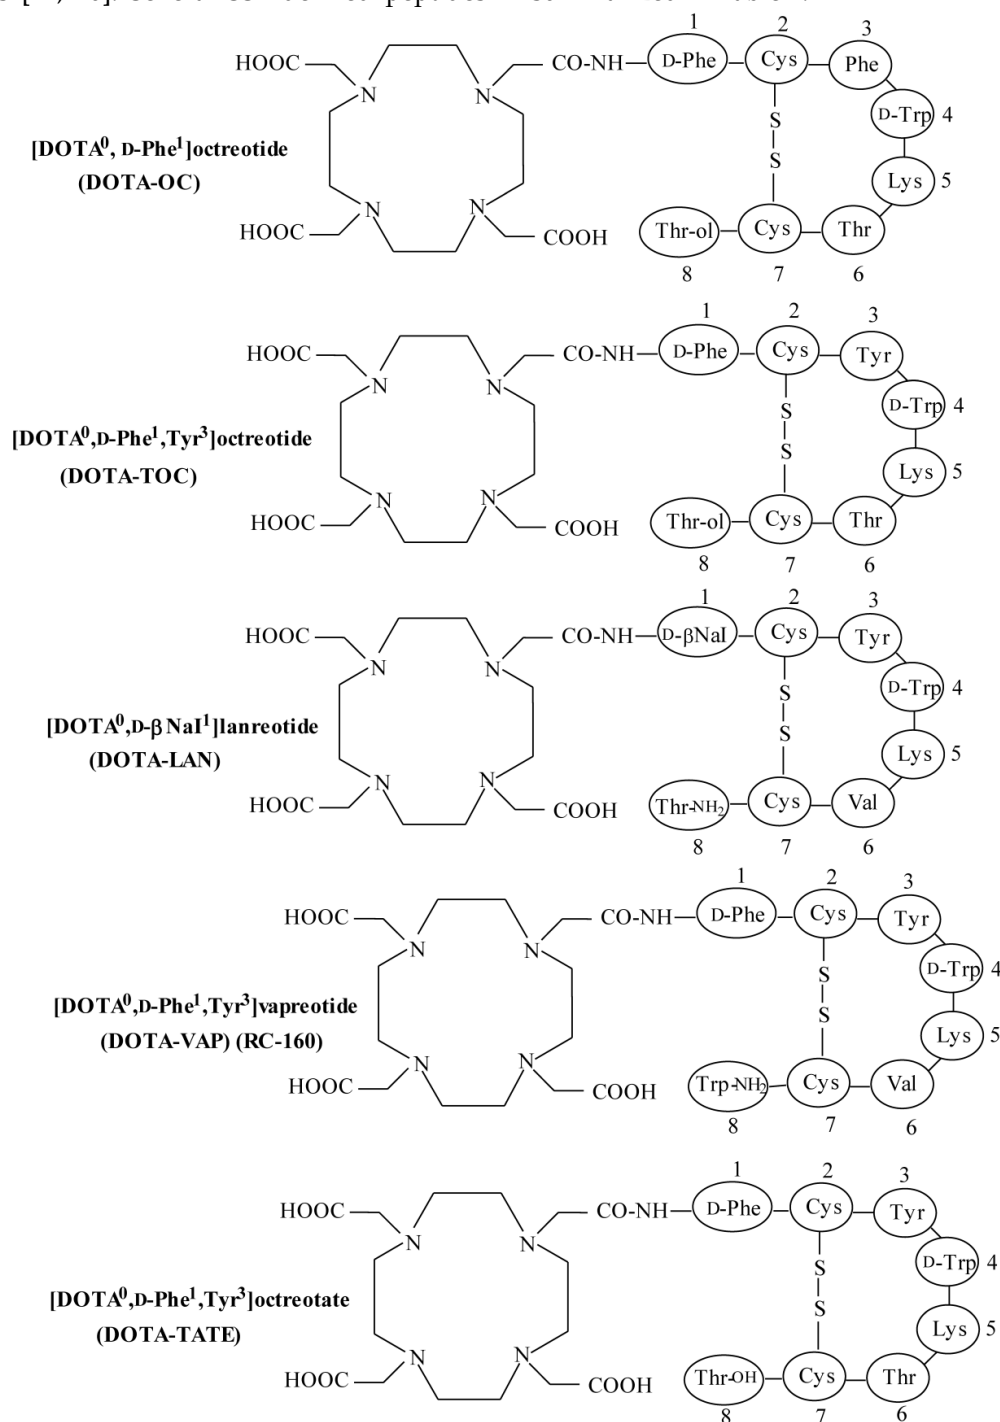 1 2 3
HOOC CO-NH D-Phe Cys Phe
N N S D-Trp 4
[DOTA⁰, D-Phe¹]octreotide S Lys 5
(DOTA-OC) N N
HOOC COOH Thr-ol Cys Thr
8 7 6
1 2 3
HOOC CO-NH D-Phe Cys Tyr
N N D-Trp 4
S
[DOTA⁰,D-Phe¹,Tyr³]octreotide S
(DOTA-TOC) Lys 5
N N
HOOC COOH Thr-ol Cys Thr
8 7 6
1 2 3
HOOC CO-NH D-βNaI Cys Tyr
N N D-Trp 4
S
[DOTA⁰,D-β NaI¹]lanreotide S
(DOTA-LAN) Lys 5
N N
HOOC COOH Thr-NH₂ Cys Val
8 7 6
1 2 3
HOOC CO-NH D-Phe Cys Tyr
N N D-Trp 4
S
[DOTA⁰,D-Phe¹,Tyr³]vapreotide S
(DOTA-VAP) (RC-160) Lys 5
N N
HOOC COOH Trp-NH₂ Cys Val
8 7 6
1 2 3
HOOC CO-NH D-Phe Cys Tyr
N N D-Trp 4
S
[DOTA⁰,D-Phe¹,Tyr³]octreotate S
(DOTA-TATE) Lys 5
N N
HOOC COOH Thr-OH Cys Thr
8 7 6